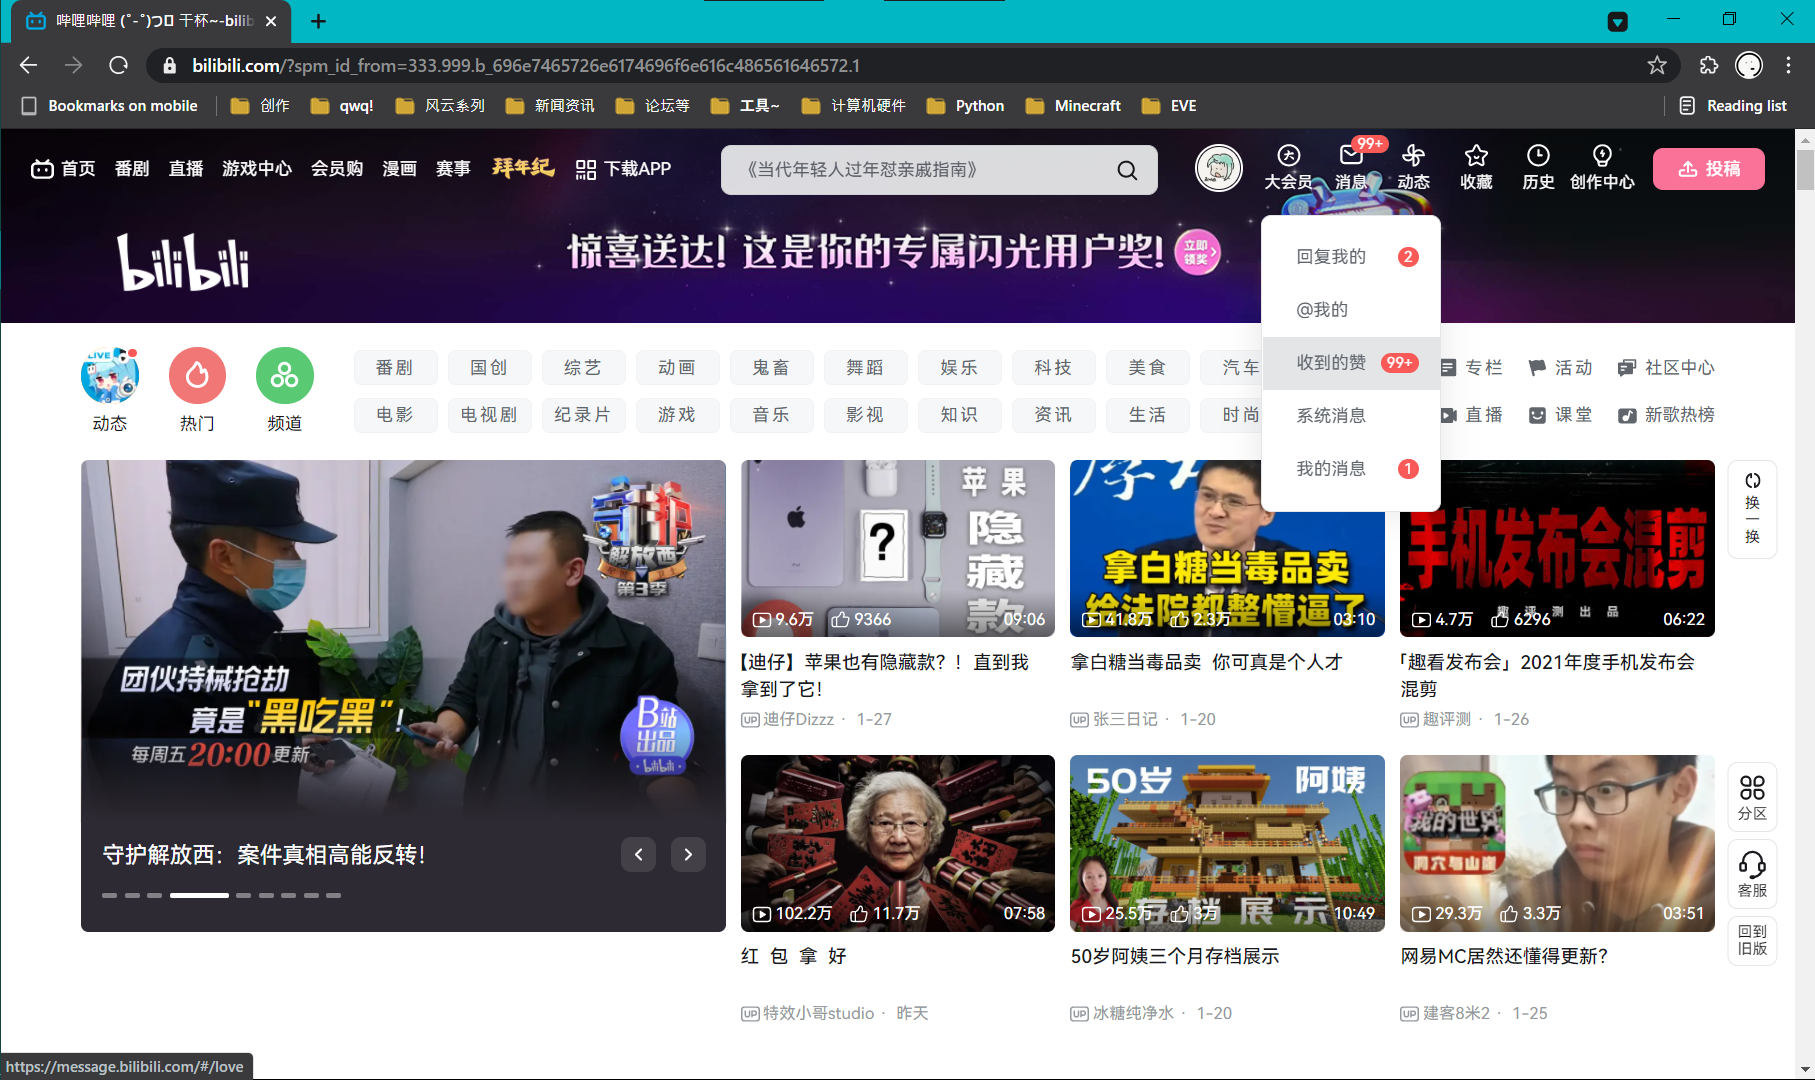 哔哩哔哩 (゜-゜)つロ 干杯~-bilib
bilibili.com/?spm_id_from=333.999.b_696e7465726e6174696f6e616c486561646572.1
Bookmarks on mobile
创作
qwq!
风云系列
新闻资讯
论坛等
工具~
计算机硬件
Python
Minecraft
EVE
Reading list
首页
番剧
直播
游戏中心
会员购
漫画
赛事
拜年纪
下载APP
《当代年轻人过年怼亲戚指南》
大会员
99+
消息
动态
收藏
历史
创作中心
投稿
bilibili
惊喜送达! 这是你的专属闪光用户奖!
立即
领奖
回复我的 2
@我的
收到的赞 99+
系统消息
我的消息 1
LIVE
动态
热门
频道
番剧
国创
综艺
动画
鬼畜
舞蹈
娱乐
科技
美食
汽车
专栏
活动
社区中心
电影
电视剧
纪录片
游戏
音乐
影视
知识
资讯
生活
时尚
直播
课堂
新歌热榜
解放西
第3季
团伙持械抢劫
竟是“黑吃黑”!
每周五20:00更新
B站
出品
bilibili
守护解放西：案件真相高能反转！
苹果
隐
藏
款
?
9.6万 9366 09:06
【迪仔】苹果也有隐藏款？！直到我
拿到了它！
UP 迪仔Dizzz · 1-27
拿白糖当毒品卖
给法院都整懵逼了
41.8万 2.3万 03:10
拿白糖当毒品卖 你可真是个人才
UP 张三日记 · 1-20
手机发布会混剪
趣评测出品
4.7万 6296 06:22
「趣看发布会」2021年度手机发布会
混剪
UP 趣评测 · 1-26
换
一
换
102.2万 11.7万 07:58
红 包 拿 好
UP 特效小哥studio · 昨天
50岁 阿姨
存档展示
25.5万 3万 10:49
50岁阿姨三个月存档展示
UP 冰糖纯净水 · 1-20
我的世界
洞穴与山崖
29.3万 3.3万 03:51
网易MC居然还懂得更新？
UP 建客8米2 · 1-25
分区
客服
回到
旧版
https://message.bilibili.com/#/love